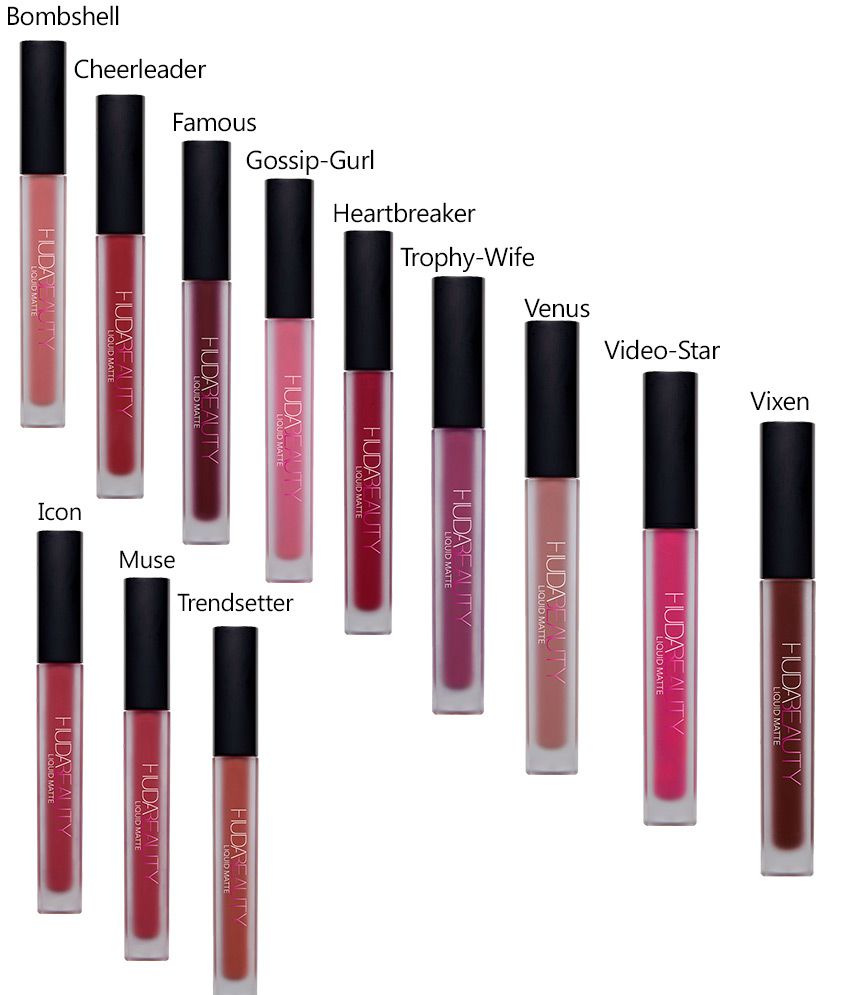 Bombshell
Cheerleader
Famous
Gossip-Gurl
Heartbreaker
Trophy-Wife
Venus
Video-Star
Vixen
HUDABEAUTY
LIQUID MATTE
HUDABEAUTY
LIQUID MATTE
HUDABEAUTY
LIQUID MATTE
HUDABEAUTY
LIQUID MATTE
HUDABEAUTY
LIQUID MATTE
HUDABEAUTY
LIQUID MATTE
HUDABEAUTY
LIQUID MATTE
HUDABEAUTY
LIQUID MATTE
HUDABEAUTY
LIQUID MATTE
Icon
Muse
Trendsetter
HUDABEAUTY
LIQUID MATTE
HUDABEAUTY
LIQUID MATTE
HUDABEAUTY
LIQUID MATTE